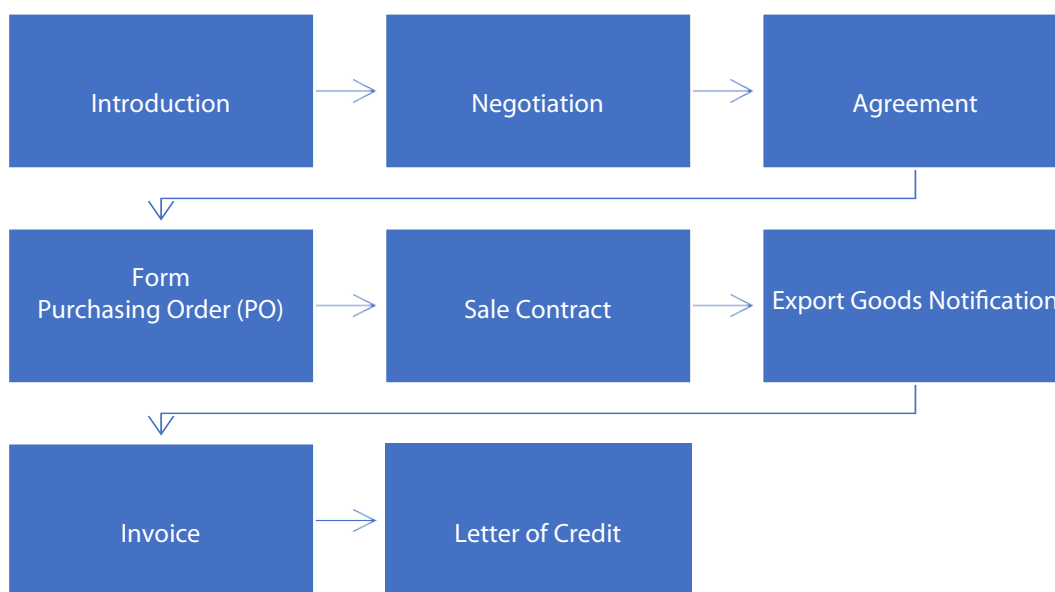 Introduction
Negotiation
Agreement
Form
Purchasing Order (PO)
Sale Contract
Export Goods Notification
Invoice
Letter of Credit